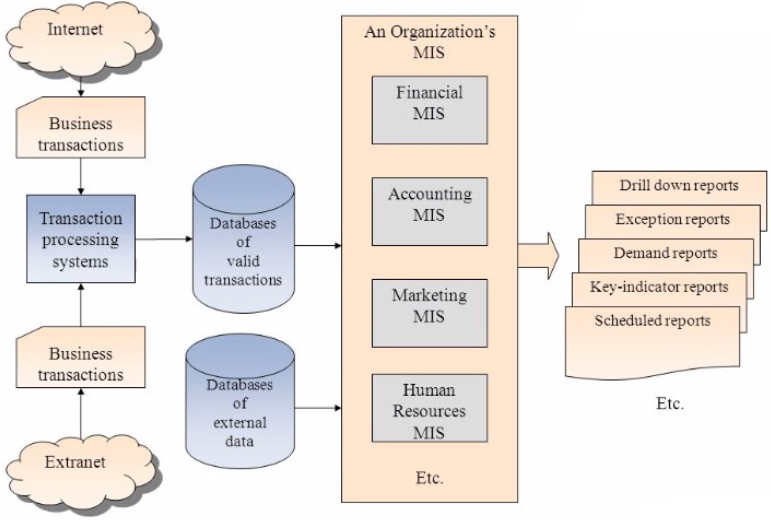 Internet
Business
transactions
Transaction
processing
systems
Business
transactions
Extranet
Databases
of
valid
transactions
Databases
of
external
data
An Organization's
MIS
Financial
MIS
Accounting
MIS
Marketing
MIS
Human
Resources
MIS
Etc.
Drill down reports
Exception reports
Demand reports
Key-indicator reports
Scheduled reports
Etc.